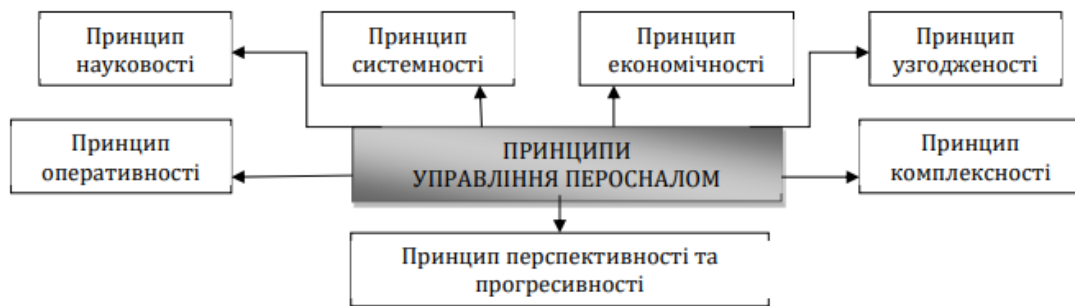 Принцип
науковості
Принцип
системності
Принцип
економічності
Принцип
узгодженості
Принцип
оперативності
ПРИНЦИПИ
УПРАВЛІННЯ ПЕРОСНАЛОМ
Принцип
комплексності
Принцип перспективності та
прогресивності